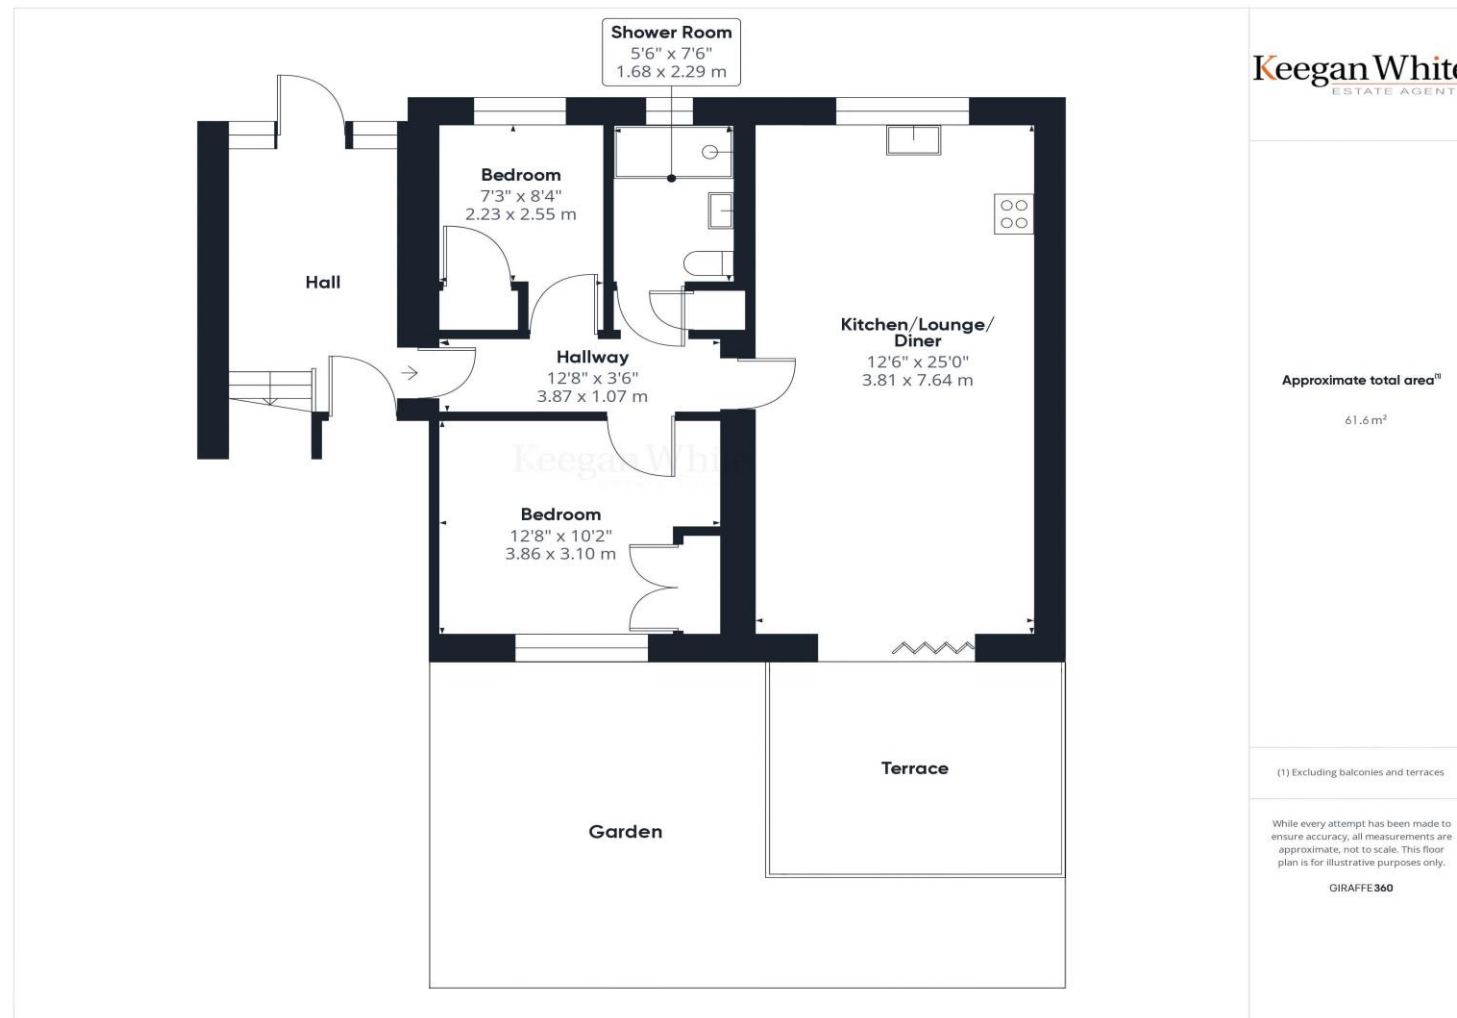 Shower Room
5'6" x 7'6"
1.68 x 2.29 m
Bedroom
7'3" x 8'4"
2.23 x 2.55 m
Hall
Kitchen/Lounge/
Diner
12'6" x 25'0"
3.81 x 7.64 m
Hallway
12'8" x 3'6"
3.87 x 1.07 m
Keegan Whi
Bedroom
12'8" x 10'2"
3.86 x 3.10 m
Terrace
Garden
Keegan White
ESTATE AGENT
Approximate total area(1)
61.6 m²
(1) Excluding balconies and terraces
While every attempt has been made to
ensure accuracy, all measurements are
approximate, not to scale. This floor
plan is for illustrative purposes only.
GIRAFFE360